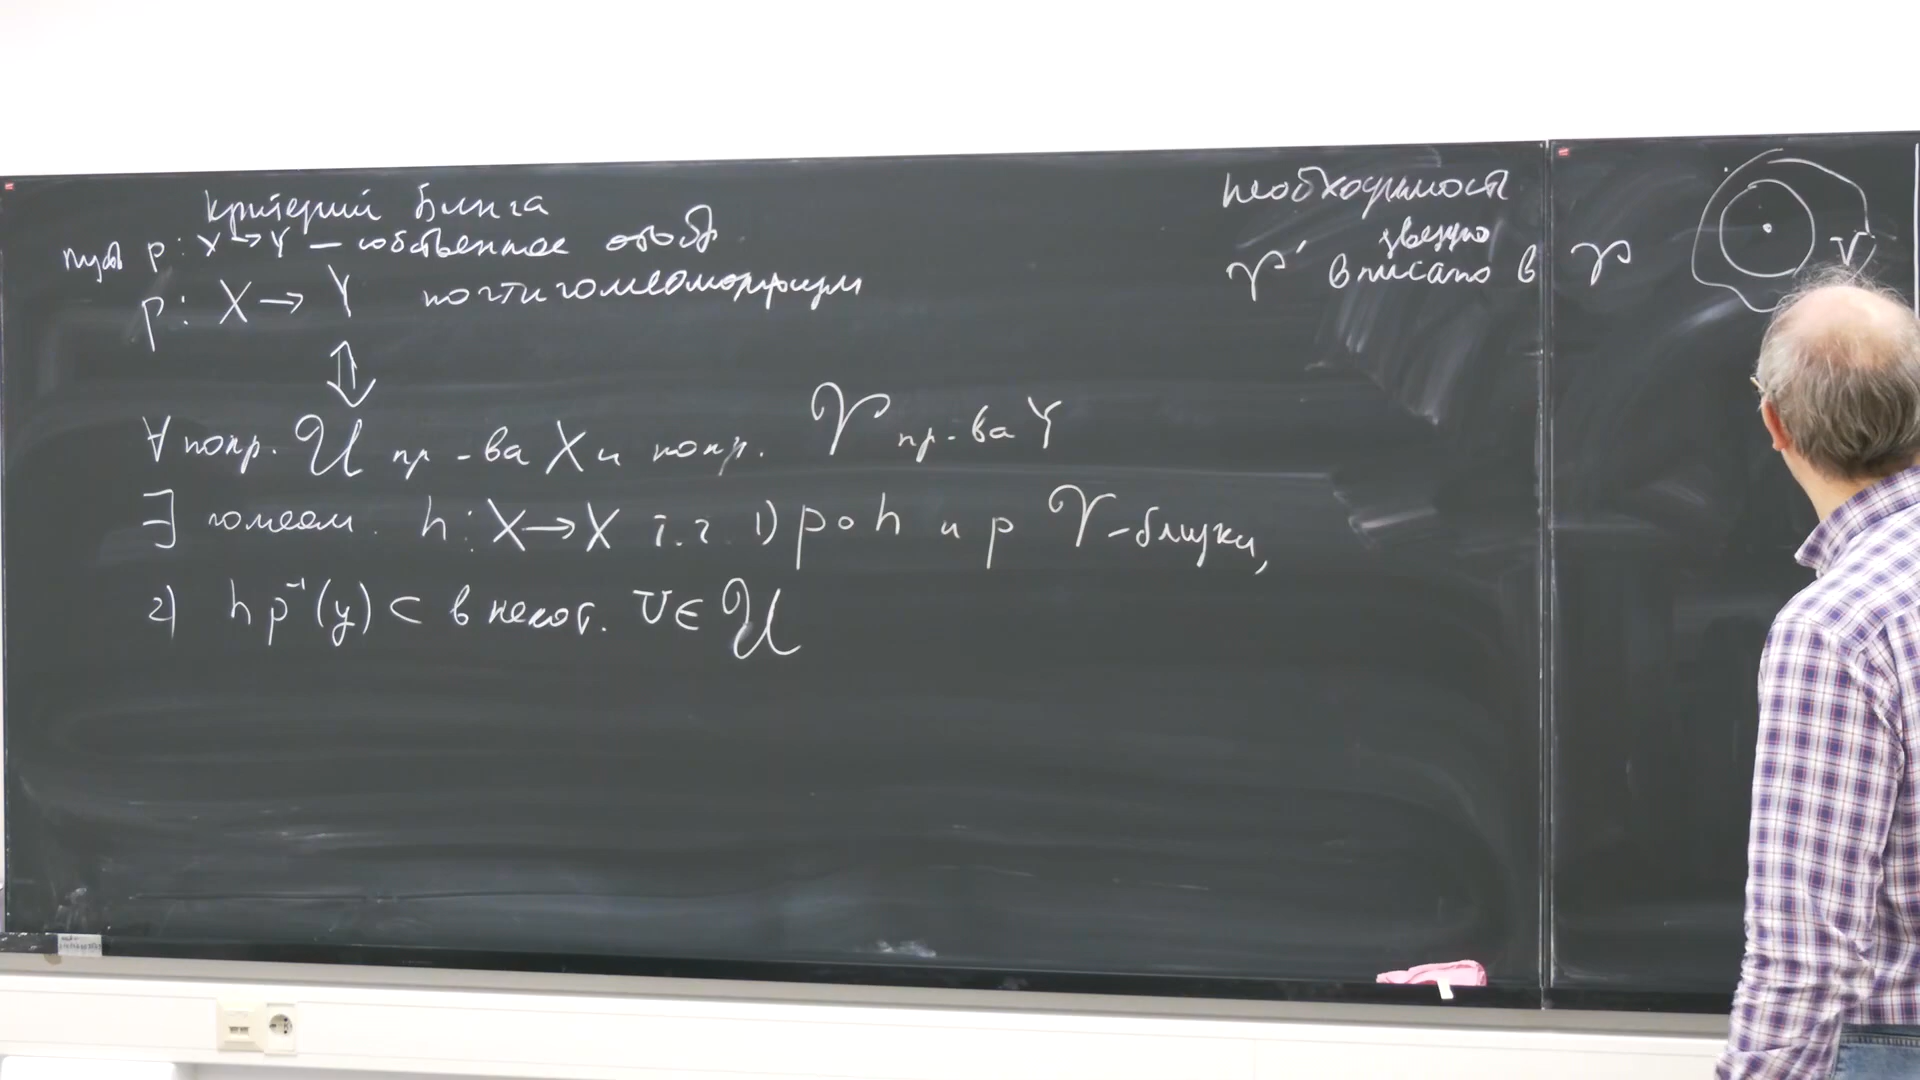 Критерий Бинга
пусть p: X → Y – собственное отобр
p: X → Y почти гомеоморфизм
⇕
∀ покр. 𝒰 пр-ва X и покр. 𝒱 пр-ва Y
∃ гомеом. h: X → X т.ч. 1) p∘h и p 𝒱-близки,
2) h p⁻¹(y) ⊂ в некот. U ∈ 𝒰
Необходимость
звездно
𝒱′ вписано в 𝒱
V